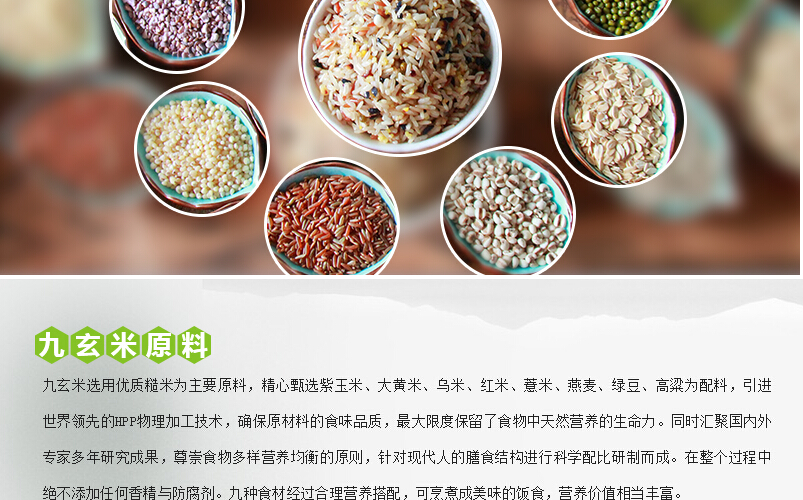 九玄米原料
九玄米选用优质糙米为主要原料，精心甄选紫玉米、大黄米、乌米、红米、薏米、燕麦、绿豆、高粱为配料，引进
世界领先的HPP物理加工技术，确保原材料的食味品质，最大限度保留了食物中天然营养的生命力。同时汇聚国内外
专家多年研究成果，尊崇食物多样营养均衡的原则，针对现代人的膳食结构进行科学配比研制而成。在整个过程中
绝不添加任何香精与防腐剂。九种食材经过合理营养搭配，可烹煮成美味的饭食，营养价值相当丰富。